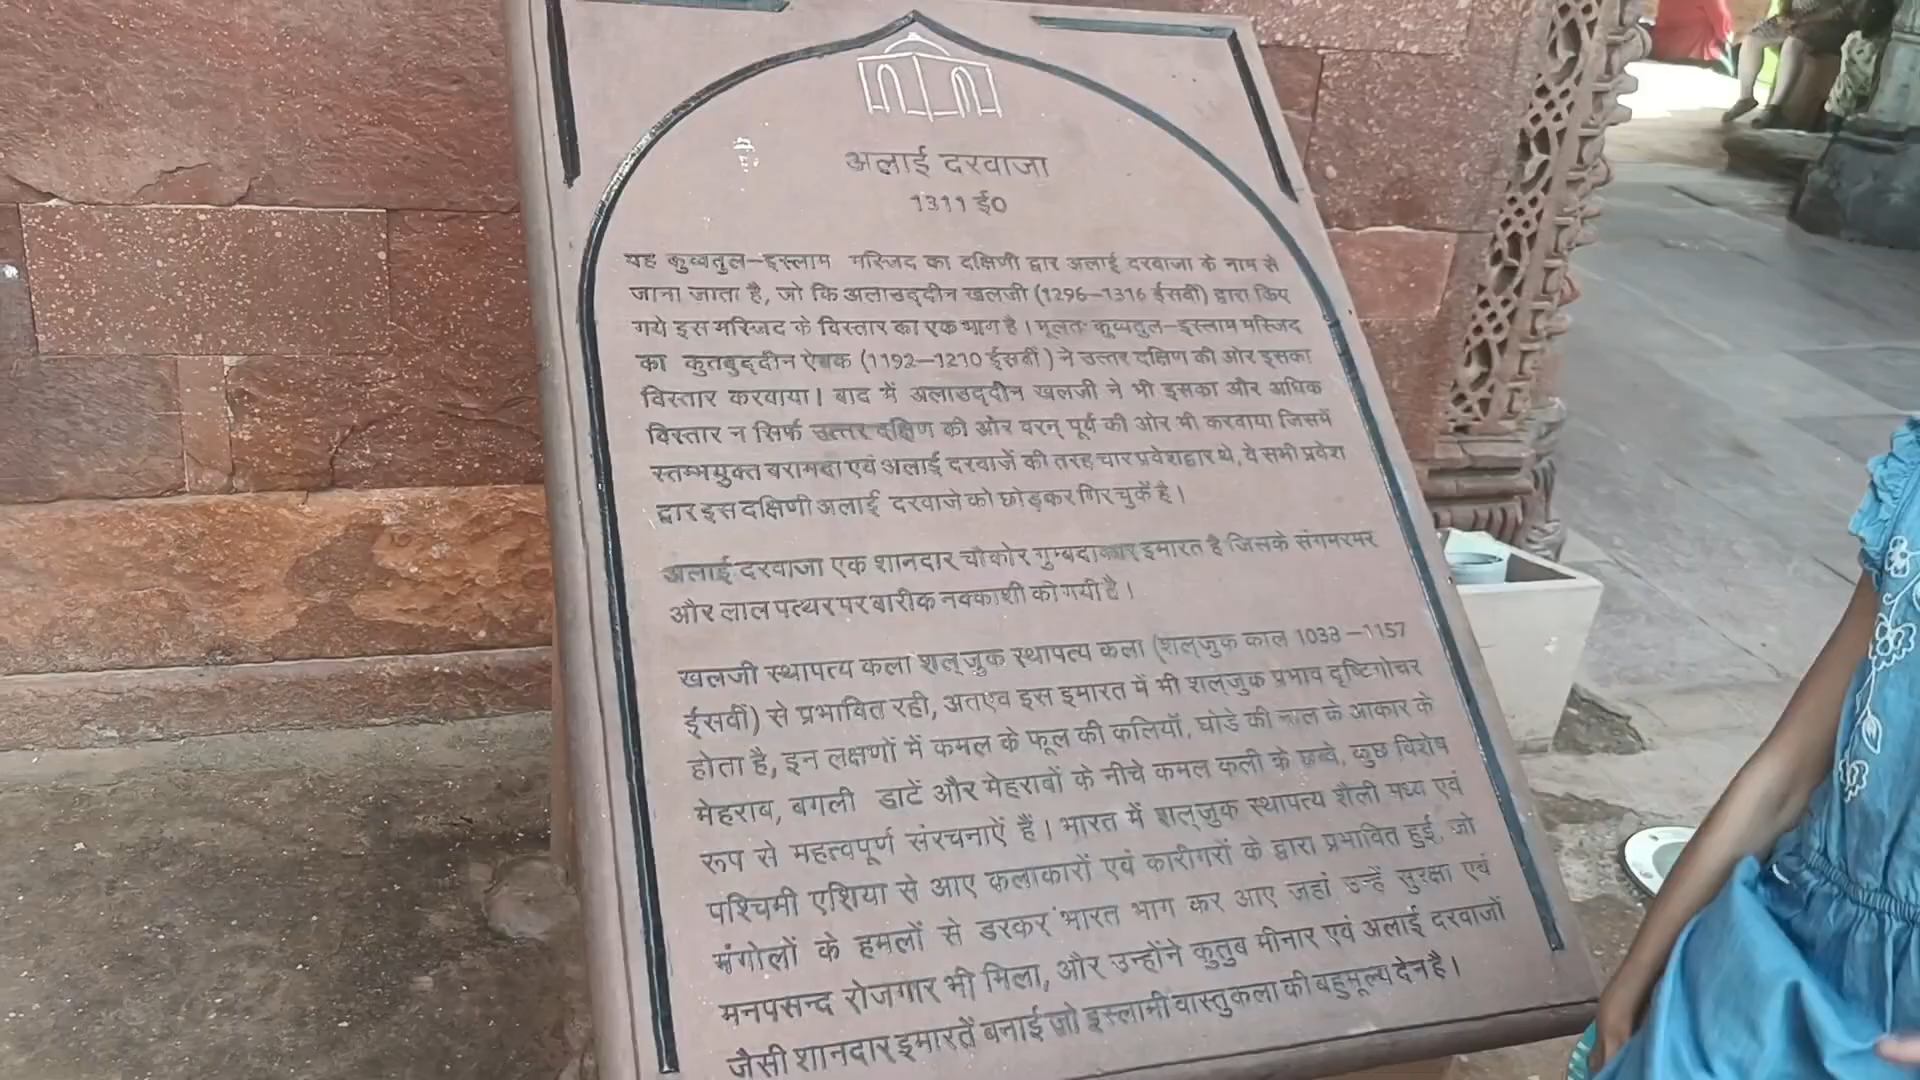 अलाई दरवाजा
1311 ई0
यह कुव्वतुल–इस्लाम मस्जिद का दक्षिणी द्वार अलाई दरवाजा के नाम से
जाना जाता है, जो कि अलाउद्दीन खलजी (1296–1316 ईसवी) द्वारा किए
गये इस मस्जिद के विस्तार का एक भाग है। मूलतः कुव्वतुल–इस्लाम मस्जिद
का कुतबुद्दीन ऐबक (1192–1210 ईसवीं) ने उत्तर दक्षिण की ओर इसका
विस्तार करवाया। बाद में अलाउद्दीन खलजी ने भी इसका और अधिक
विस्तार न सिर्फ उत्तर दक्षिण की ओर वरन् पूर्व की ओर भी करवाया जिसमें
स्तम्भयुक्त बरामदा एवं अलाई दरवाजें की तरह चार प्रवेशद्वार थे, वे सभी प्रवेश
द्वार इस दक्षिणी अलाई दरवाजे को छोड़कर गिर चुकें है।
अलाई दरवाजा एक शानदार चौकोर गुम्बदाकार इमारत है जिसके संगमरमर
और लाल पत्थर पर बारीक नक्काशी की गयी है।
खलजी स्थापत्य कला शल्जुक स्थापत्य कला (शल्जुक काल 1033–1157
ईसवीं) से प्रभावित रही, अतएव इस इमारत में भी शल्जुक प्रभाव दृष्टिगोचर
होता है, इन लक्षणों में कमल के फूल की कलियॉ, घोडे की नाल के आकार के
मेहराब, बगली डाटें और मेहराबों के नीचे कमल कली के छज्जे, कुछ विशेष
रूप से महत्वपूर्ण संरचनाऐं हैं। भारत में शल्जुक स्थापत्य शैली मध्य एवं
पश्चिमी एशिया से आए कलाकारों एवं कारीगरों के द्वारा प्रभावित हुई, जो
मंगोलों के हमलों से डरकर भारत भाग कर आए जहां उन्हें सुरक्षा एवं
मनपसन्द रोजगार भी मिला, और उन्होंने कुतुब मीनार एवं अलाई दरवाजों
जैसी शानदार इमारतें बनाई जो इस्लामी वास्तुकला की बहुमूल्य देन है।